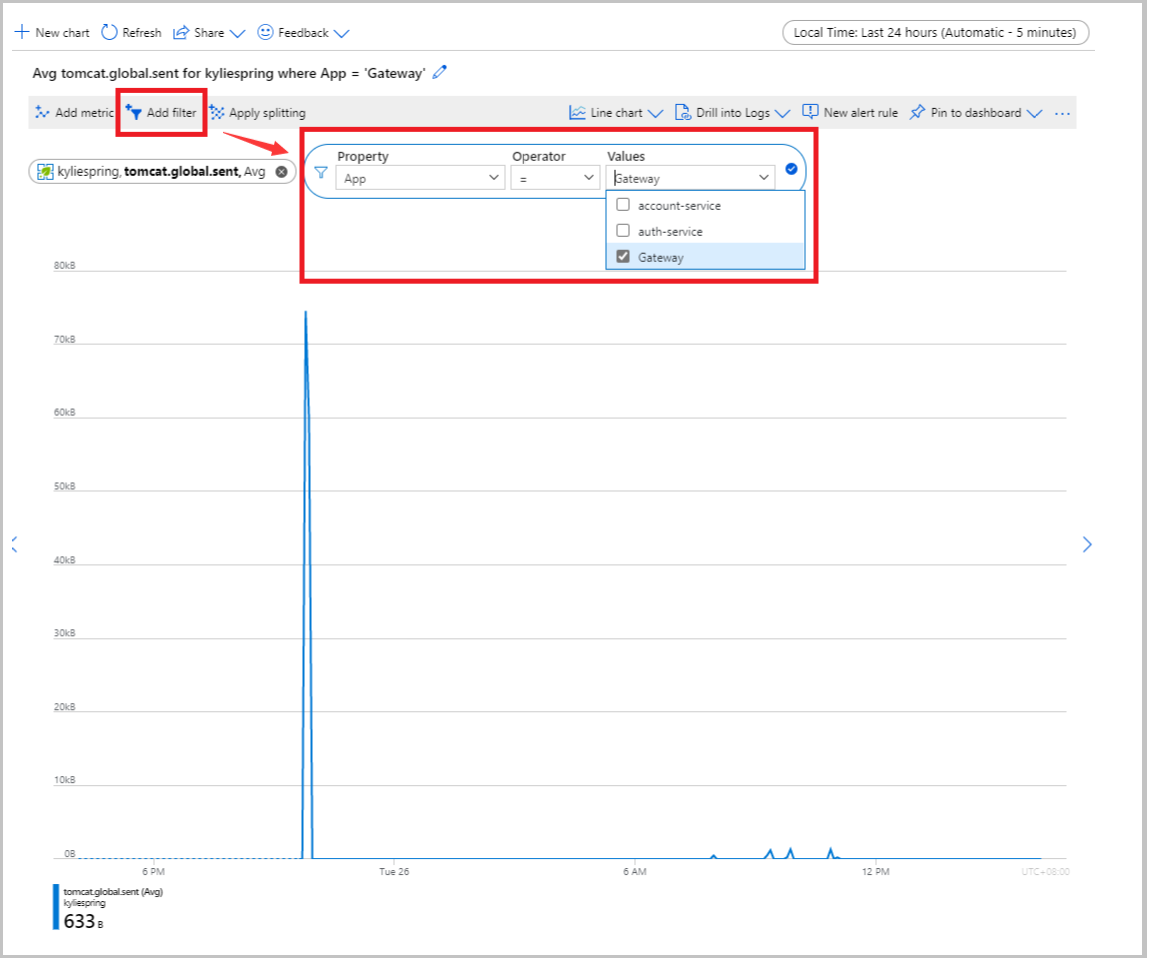 New chart Refresh Share Feedback Local Time: Last 24 hours (Automatic - 5 minutes)
Avg tomcat.global.sent for kyliespring where App = 'Gateway'
Add metric Add filter Apply splitting Line chart Drill into Logs New alert rule Pin to dashboard ...
kyliespring, tomcat.global.sent, Avg
Property Operator Values
App = Gateway
account-service
auth-service
Gateway
80kB
70kB
60kB
50kB
40kB
30kB
20kB
10kB
0B
6 PM Tue 26 6 AM 12 PM UTC+08:00
tomcat.global.sent (Avg)
kyliespring
633 B